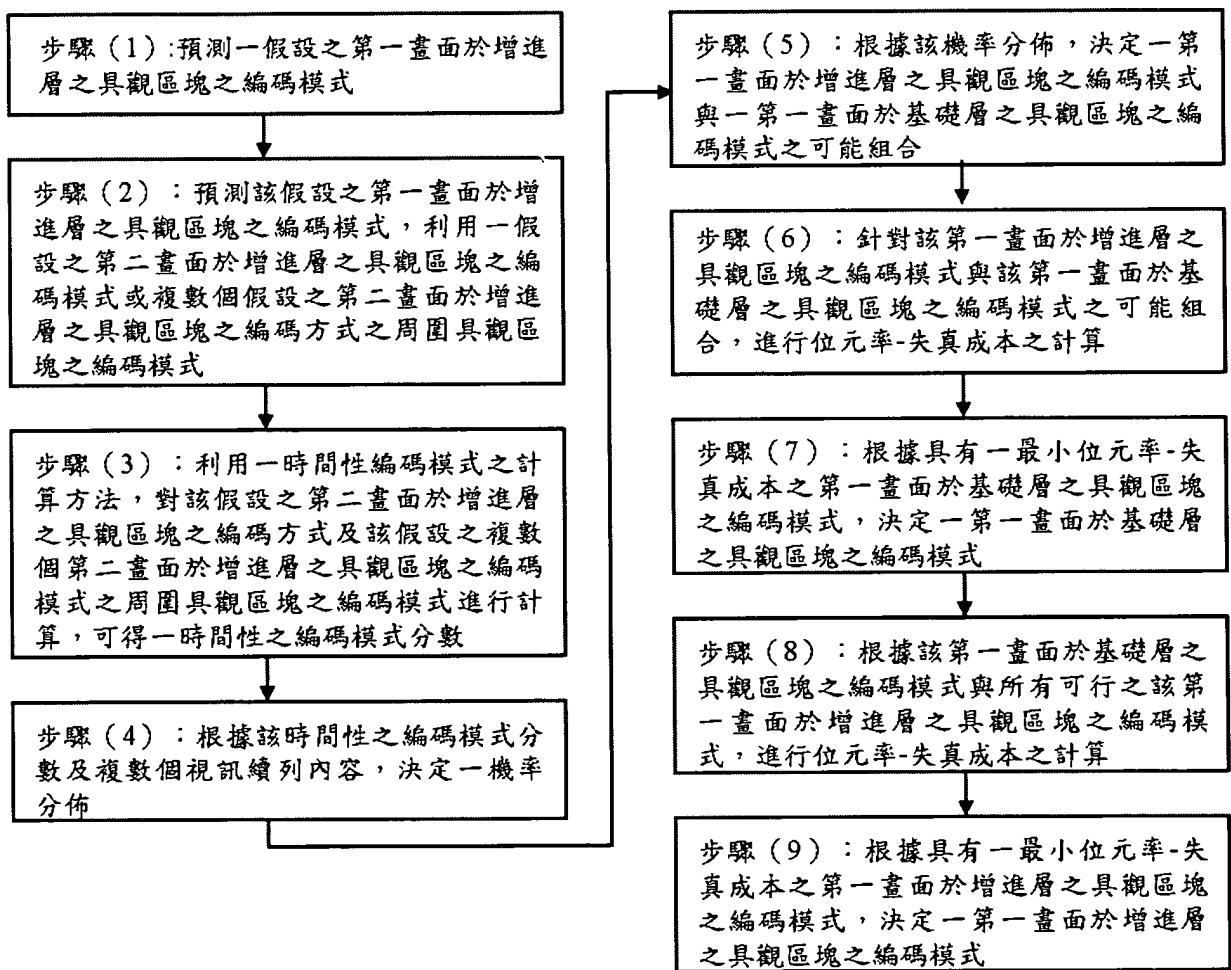 步驟（1）:預測一假設之第一畫面於增進
層之具觀區塊之編碼模式
步驟（2）：預測該假設之第一畫面於增
進層之具觀區塊之編碼模式，利用一假
設之第二畫面於增進層之具觀區塊之編
碼模式或複數個假設之第二畫面於增進
層之具觀區塊之編碼方式之周圍具觀區
塊之編碼模式
步驟（3）：利用一時間性編碼模式之計
算方法，對該假設之第二畫面於增進層
之具觀區塊之編碼方式及該假設之複數
個第二畫面於增進層之具觀區塊之編碼
模式之周圍具觀區塊之編碼模式進行計
算，可得一時間性之編碼模式分數
步驟（4）：根據該時間性之編碼模式分
數及複數個視訊續列內容，決定一機率
分佈
步驟（5）：根據該機率分佈，決定一第
一畫面於增進層之具觀區塊之編碼模式
與一第一畫面於基礎層之具觀區塊之編
碼模式之可能組合
步驟（6）：針對該第一畫面於增進層之
具觀區塊之編碼模式與該第一畫面於基
礎層之具觀區塊之編碼模式之可能組
合，進行位元率-失真成本之計算
步驟（7）：根據具有一最小位元率-失
真成本之第一畫面於基礎層之具觀區塊
之編碼模式，決定一第一畫面於基礎層
之具觀區塊之編碼模式
步驟（8）：根據該第一畫面於基礎層之
具觀區塊之編碼模式與所有可行之該第
一畫面於增進層之具觀區塊之編碼模
式，進行位元率-失真成本之計算
步驟（9）：根據具有一最小位元率-失
真成本之第一畫面於增進層之具觀區塊
之編碼模式，決定一第一畫面於增進層
之具觀區塊之編碼模式